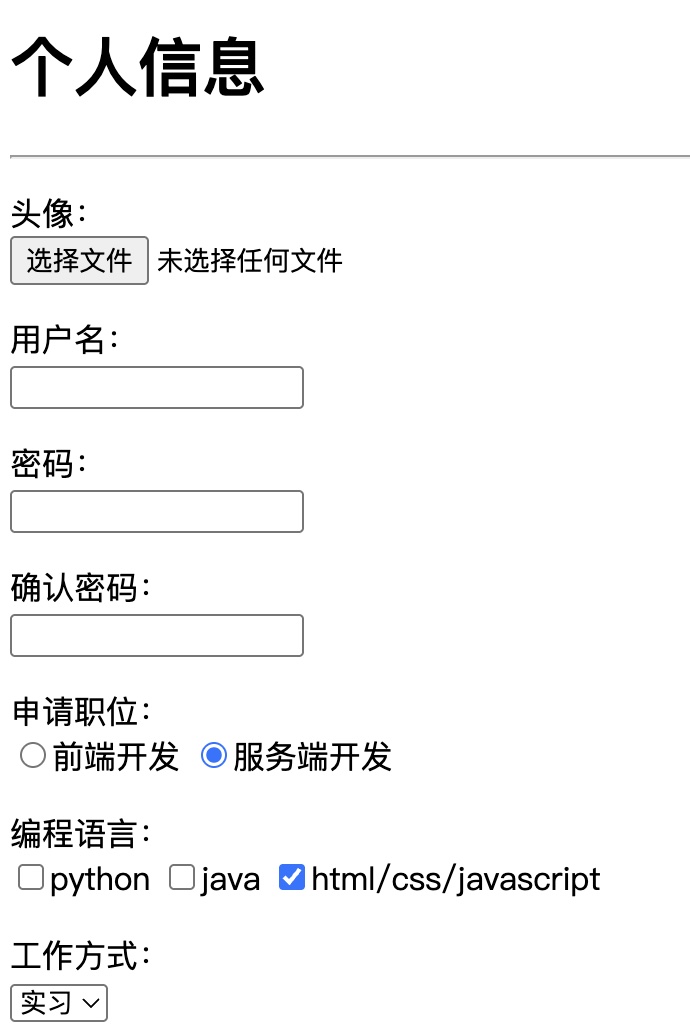 个人信息
头像：
选择文件 未选择任何文件
用户名：
密码：
确认密码：
申请职位：
前端开发 服务端开发
编程语言：
python java html/css/javascript
工作方式：
实习